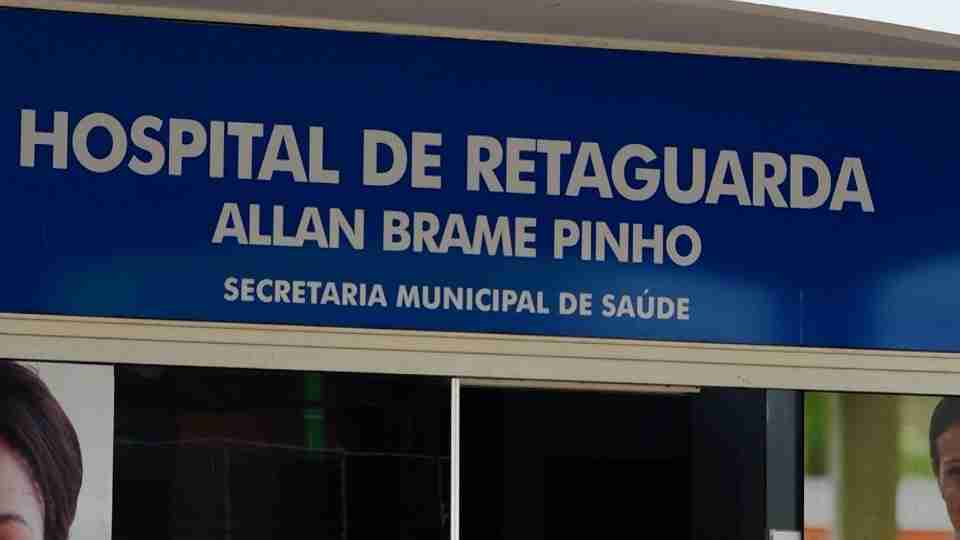 HOSPITAL DE RETAGUARDA
ALLAN BRAME PINHO
SECRETARIA MUNICIPAL DE SAÚDE